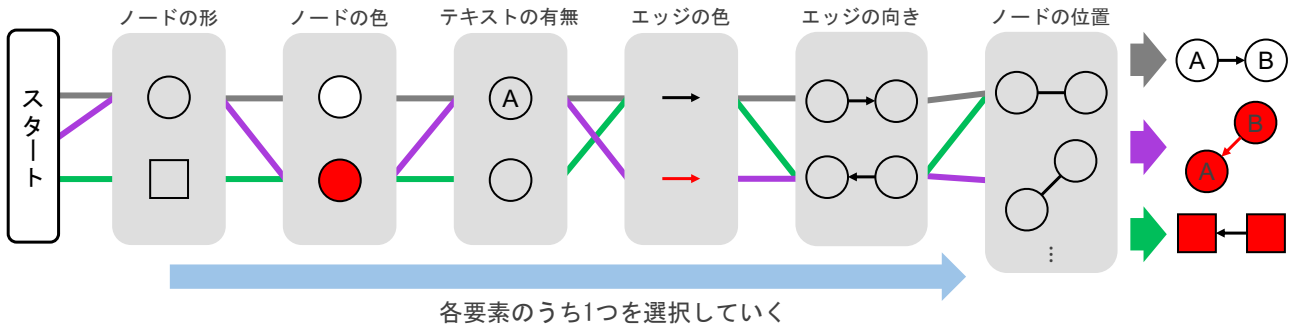 ノードの形
ノードの色
テキストの有無
エッジの色
エッジの向き
ノードの位置
スタート
A
A B
B
A
⋮
各要素のうち1つを選択していく